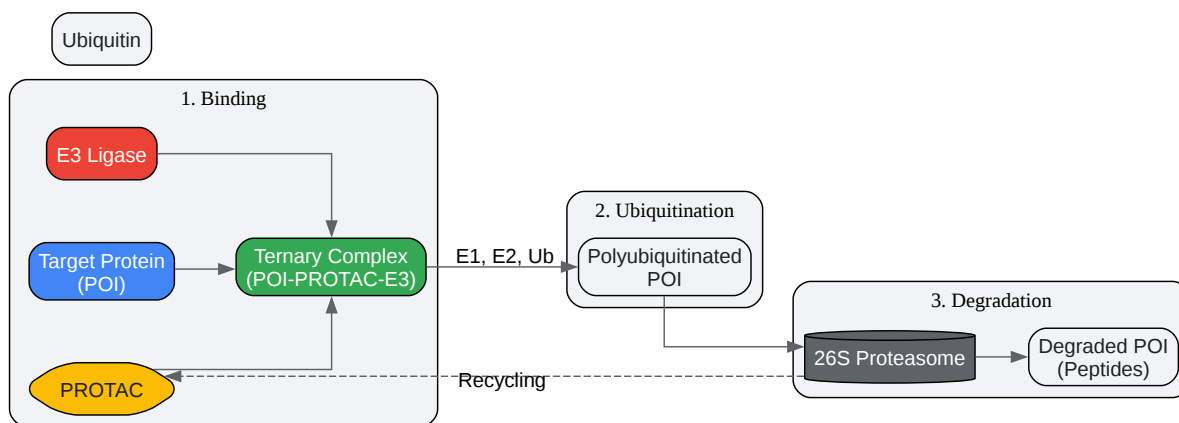 Ubiquitin
1. Binding
E3 Ligase
Target Protein
(POI)
PROTAC
Ternary Complex
(POI-PROTAC-E3)
E1, E2, Ub
2. Ubiquitination
Polyubiquitinated
POI
3. Degradation
26S Proteasome
Degraded POI
(Peptides)
Recycling